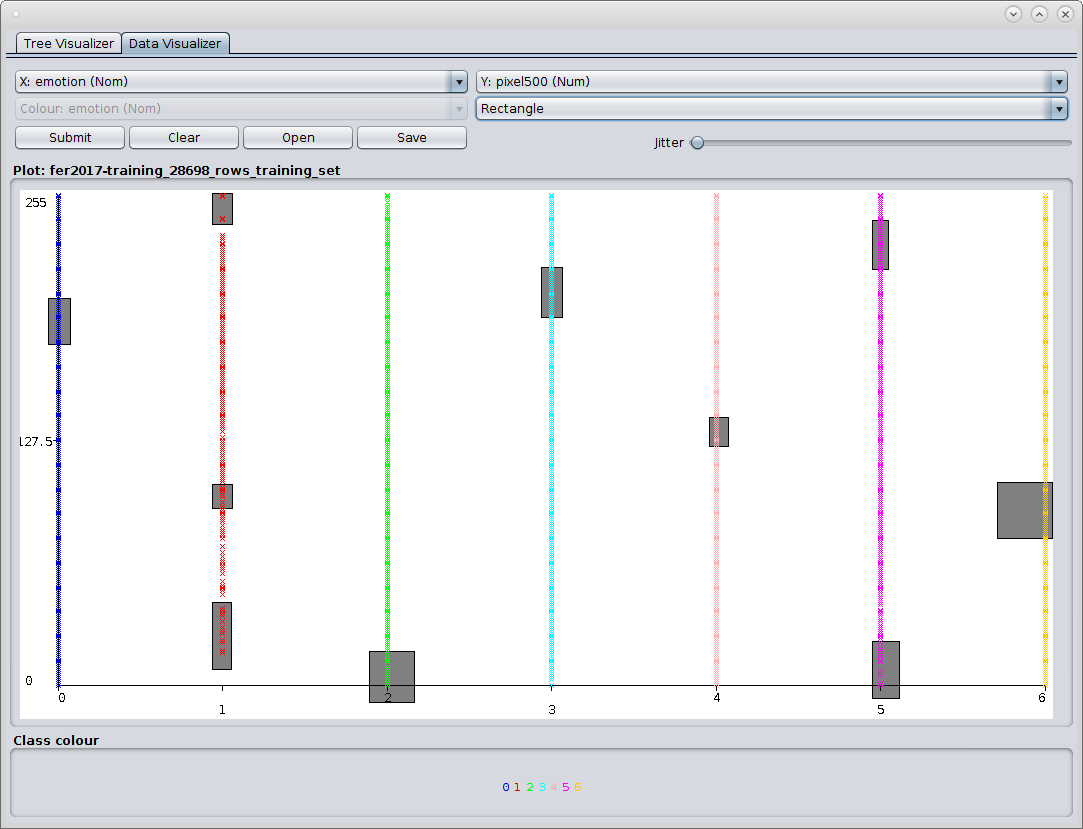 Tree Visualizer Data Visualizer
X: emotion (Nom) Y: pixel500 (Num)
Colour: emotion (Nom) Rectangle
Submit Clear Open Save Jitter
Plot: fer2017-training_28698_rows_training_set
255
127.5
0
0 2 4 6
1 3 5
Class colour
0 1 2 3 4 5 6